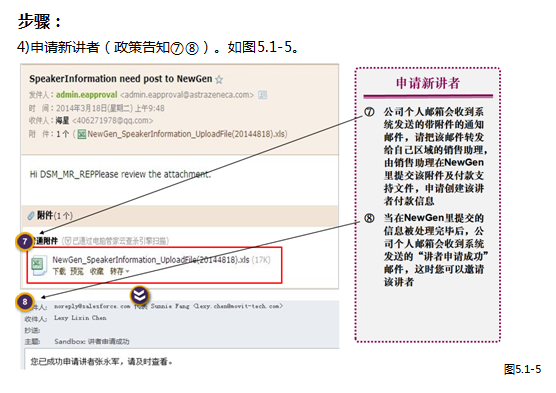 步骤：
4)申请新讲者（政策告知⑦⑧）。如图5.1-5。
SpeakerInformation need post to NewGen
发件人：admin.eapproval <admin.eapproval@astrazeneca.com>
时　间：2014年3月18日(星期二) 上午9:48
收件人：海星 <406271978@qq.com>
附　件：1 个 (NewGen_SpeakerInformation_UploadFile(20144818).xls)
Hi DSM_MR_REPPlease review the attachment.
附件(1 个)
7
通附件 (已通过电脑管家云查杀引擎扫描)
NewGen_SpeakerInformation_UploadFile(20144818).xls (17K)
下载 预览 收藏 转存
8
件人： noreply@salesforce.com 代表 Sunnie Fang <lexy.chen@movit-tech.com>
收件人： Lexy Lixin Chen
抄送：
主题： Sandbox: 讲者申请成功
您已成功申请讲者张永军，请及时查看。
申请新讲者
⑦ 公司个人邮箱会收到系
统发送的带附件的通知
邮件，请把该邮件转发
给自己区域的销售助理，
由销售助理在NewGen
里提交该附件及付款支
持文件，申请创建该讲
者付款信息
⑧ 当在NewGen里提交的
信息被处理完毕后，公
司个人邮箱会收到系统
发送的“讲者申请成功”
邮件，这时您可以邀请
该讲者
图5.1-5